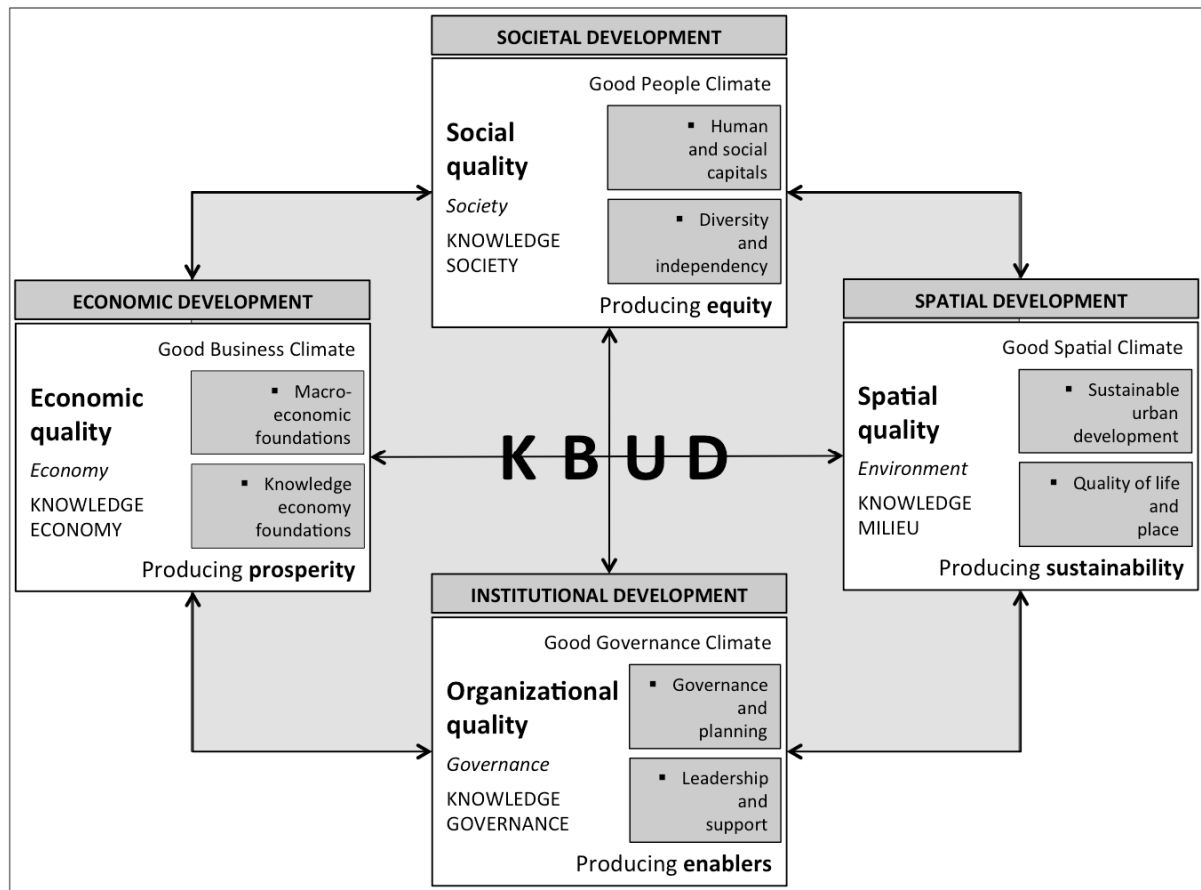 SOCIETAL DEVELOPMENT
Good People Climate
Social
quality
Society
KNOWLEDGE
SOCIETY
▪ Human
and social
capitals
▪ Diversity
and
independency
Producing equity
ECONOMIC DEVELOPMENT
Good Business Climate
Economic
quality
Economy
KNOWLEDGE
ECONOMY
▪ Macro-
economic
foundations
▪ Knowledge
economy
foundations
Producing prosperity
K B U D
SPATIAL DEVELOPMENT
Good Spatial Climate
Spatial
quality
Environment
KNOWLEDGE
MILIEU
▪ Sustainable
urban
development
▪ Quality of life
and
place
Producing sustainability
INSTITUTIONAL DEVELOPMENT
Good Governance Climate
Organizational
quality
Governance
KNOWLEDGE
GOVERNANCE
▪ Governance
and
planning
▪ Leadership
and
support
Producing enablers